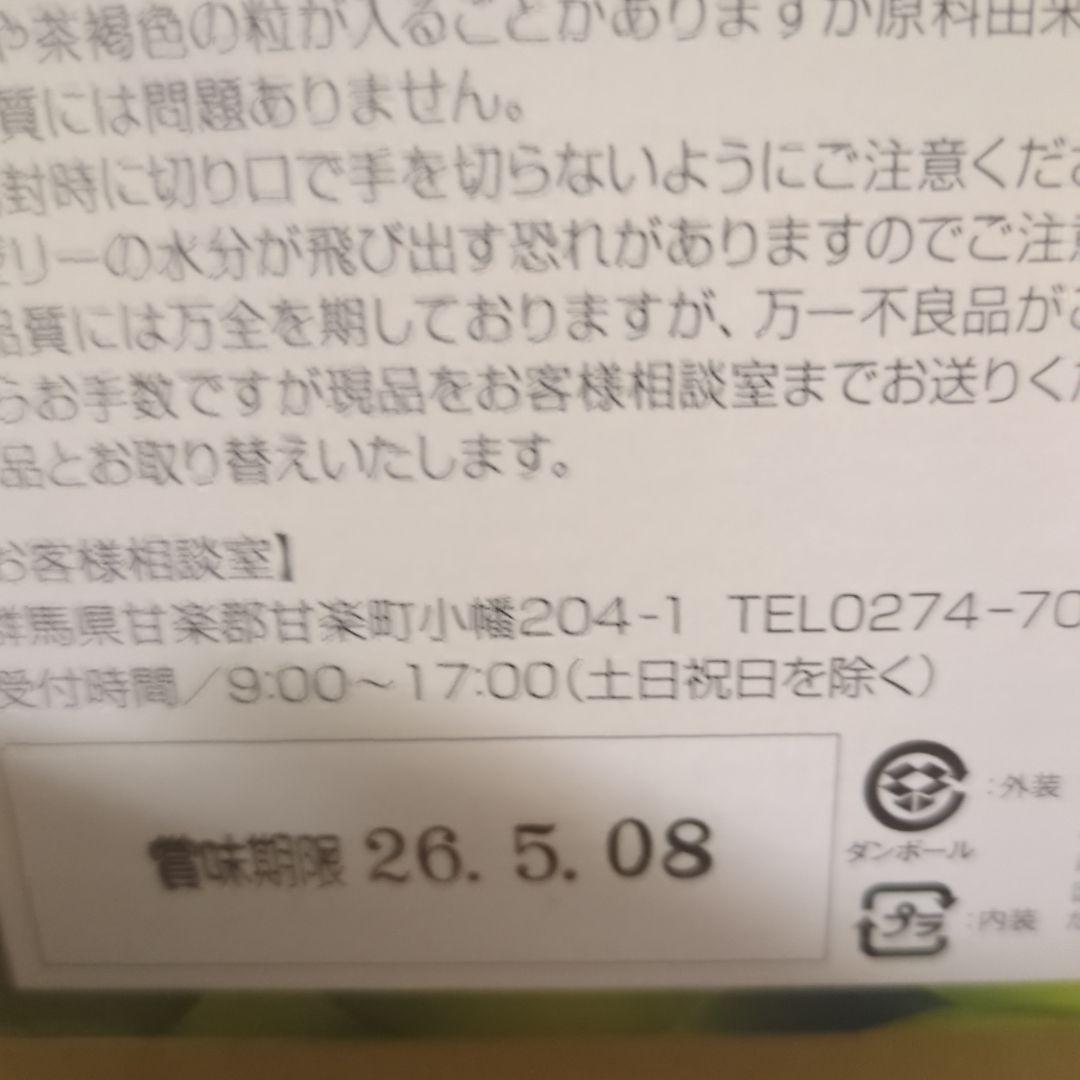 や茶褐色の粒が入ることがありますが原料由来
質には問題ありません。
封時に切り口で手を切らないようにご注意くださ
ゼリーの水分が飛び出す恐れがありますのでご注意
品質には万全を期しておりますが、万一不良品がご
らお手数ですが現品をお客様相談室までお送りくだ
品とお取り替えいたします。
お客様相談室】
群馬県甘楽郡甘楽町小幡204-1 TEL0274-70
受付時間／9:00〜17:00(土日祝日を除く)
賞味期限 26. 5. 08
:外装
ダンボール
プラ
:内装